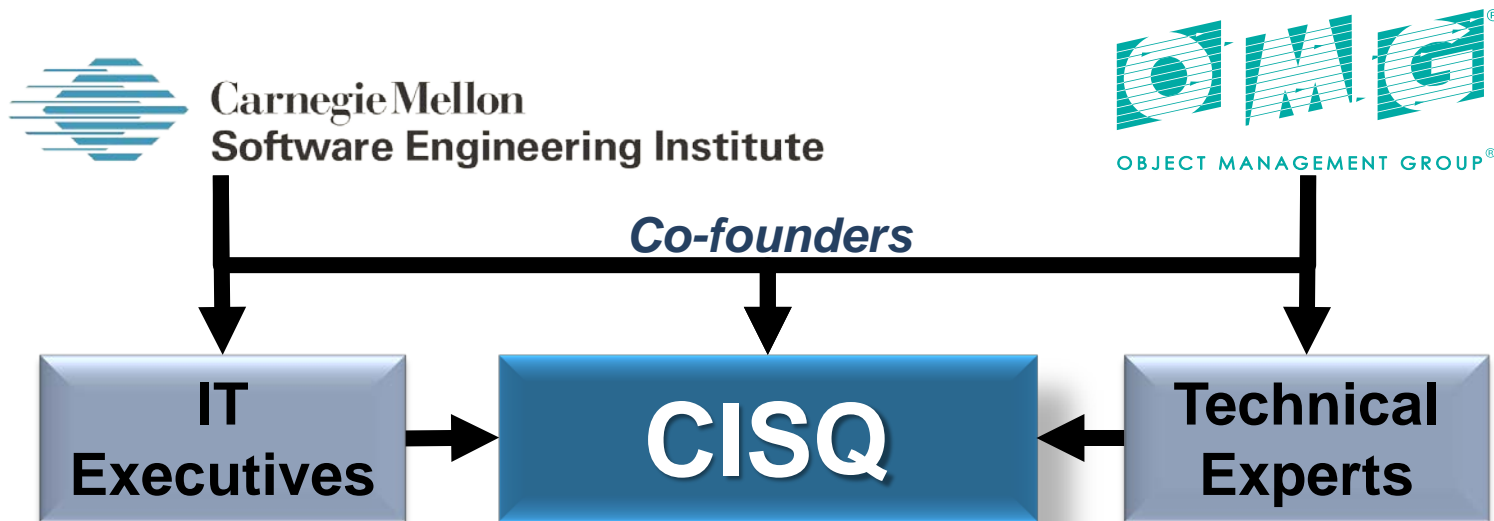 Carnegie Mellon
Software Engineering Institute
OMG®
OBJECT MANAGEMENT GROUP®
Co-founders
IT
Executives
CISQ
Technical
Experts